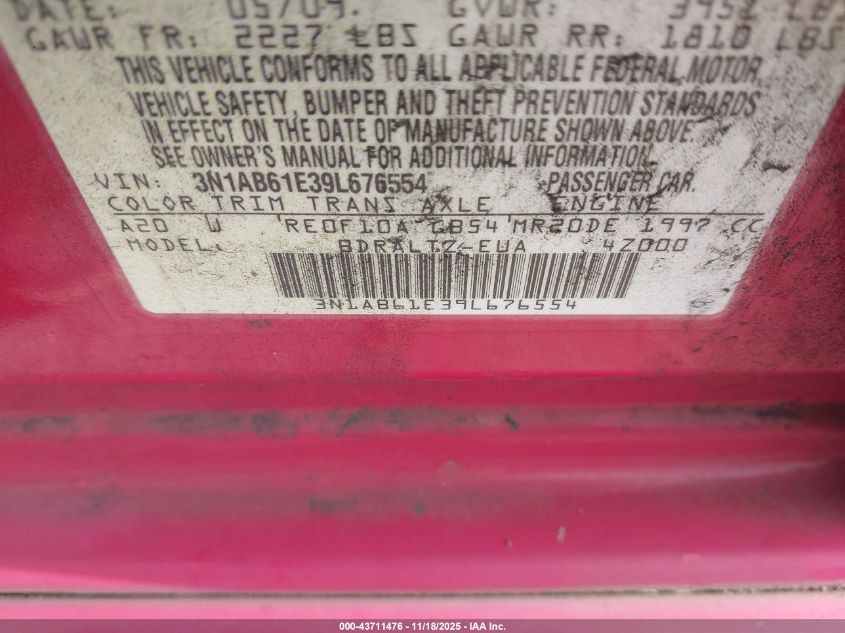 DATE: 05/09. GVWR: 3951 LBS
GAWR FR: 2227 LBS GAWR RR: 1810 LBS
THIS VEHICLE CONFORMS TO ALL APPLICABLE FEDERAL MOTOR
VEHICLE SAFETY, BUMPER AND THEFT PREVENTION STANDARDS
IN EFFECT ON THE DATE OF MANUFACTURE SHOWN ABOVE.
SEE OWNER'S MANUAL FOR ADDITIONAL INFORMATION.
VIN: 3N1AB61E39L676554 PASSENGER CAR.
COLOR TRIM TRANS AXLE ENGINE
A20 W RE0F10A GB54 MR20DE 1997 CC
MODEL: BDRALTZ-EUA 4Z000
3N1AB61E39L676554
000-43711476 - 11/18/2025 - IAA Inc.